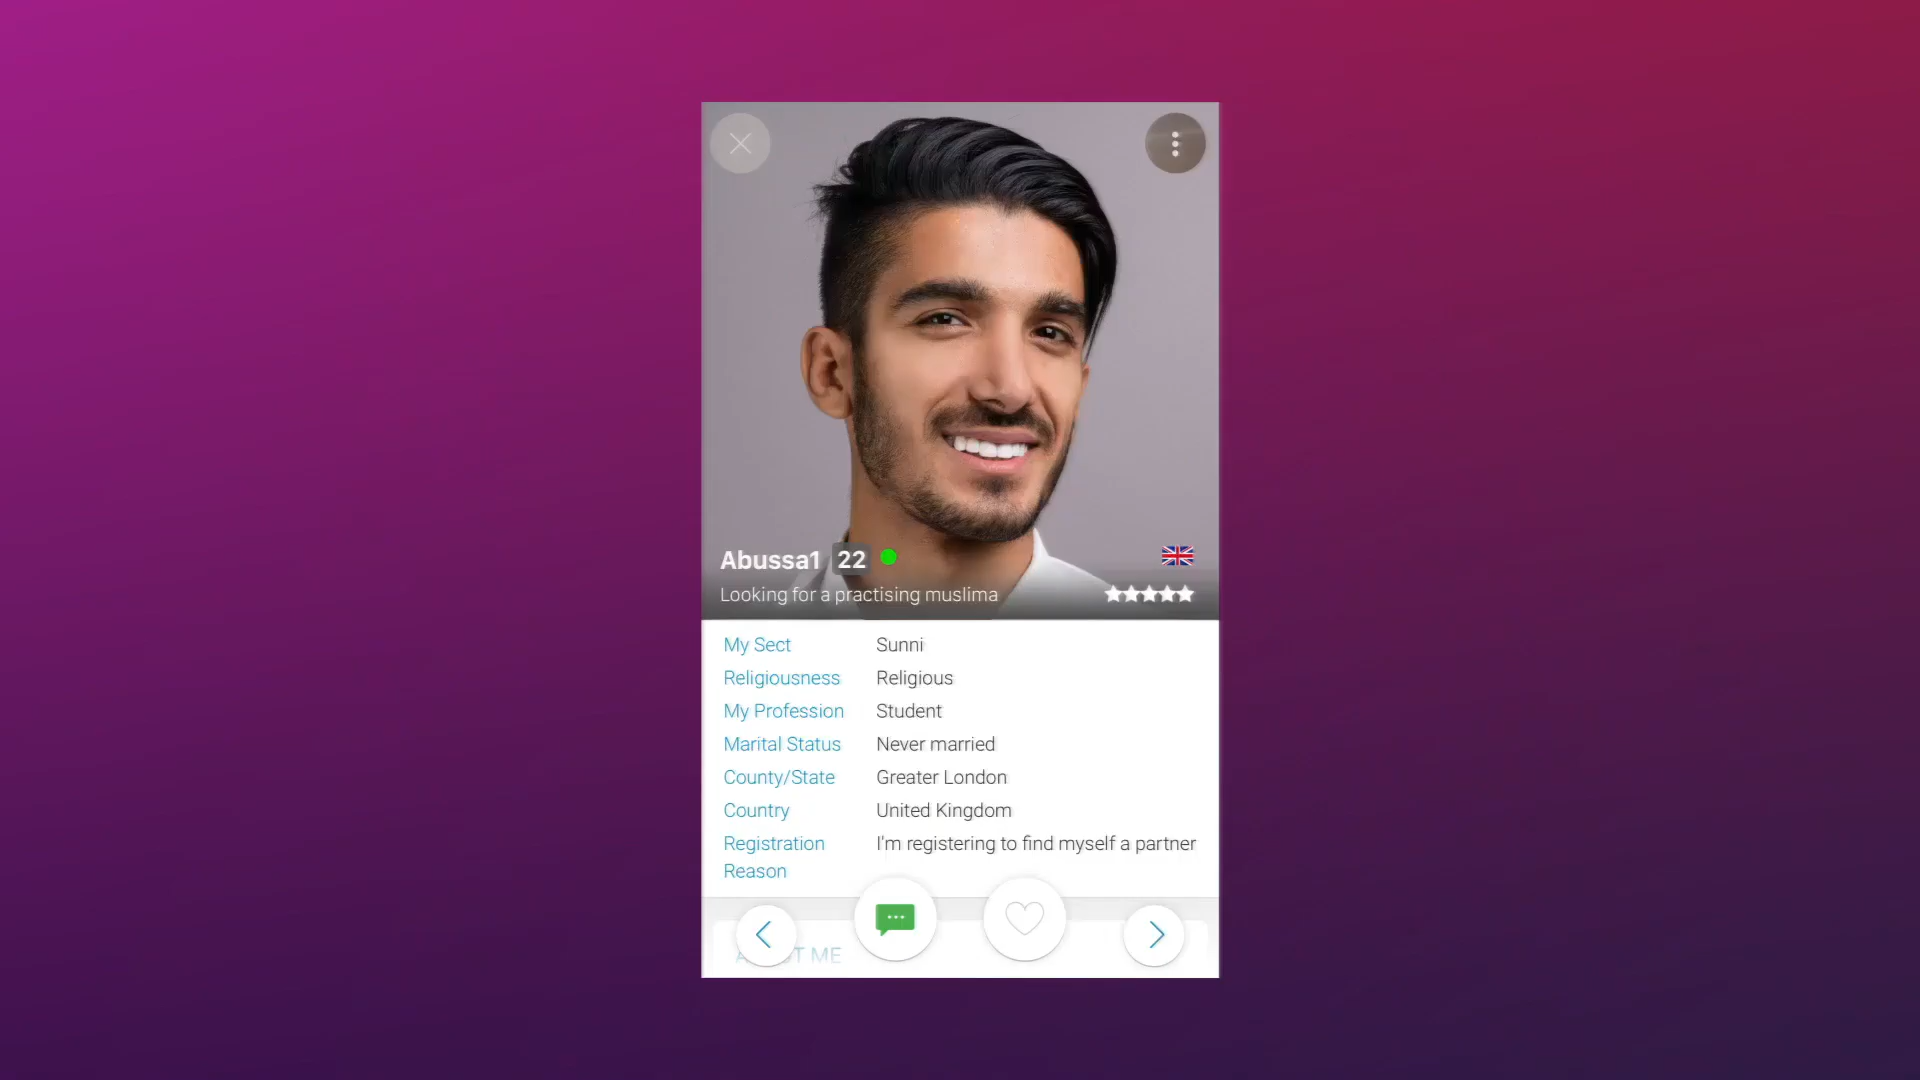 Abussa1 22
Looking for a practising muslima
My Sect Sunni
Religiousness Religious
My Profession Student
Marital Status Never married
County/State Greater London
Country United Kingdom
Registration Reason I'm registering to find myself a partner
ME